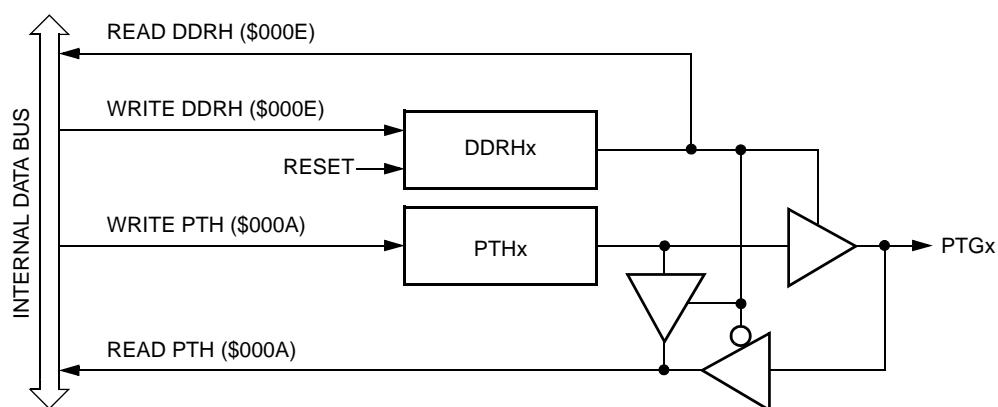 READ DDRH ($000E)
WRITE DDRH ($000E)
RESET
DDRHx
WRITE PTH ($000A)
PTHx
PTGx
READ PTH ($000A)
INTERNAL DATA BUS